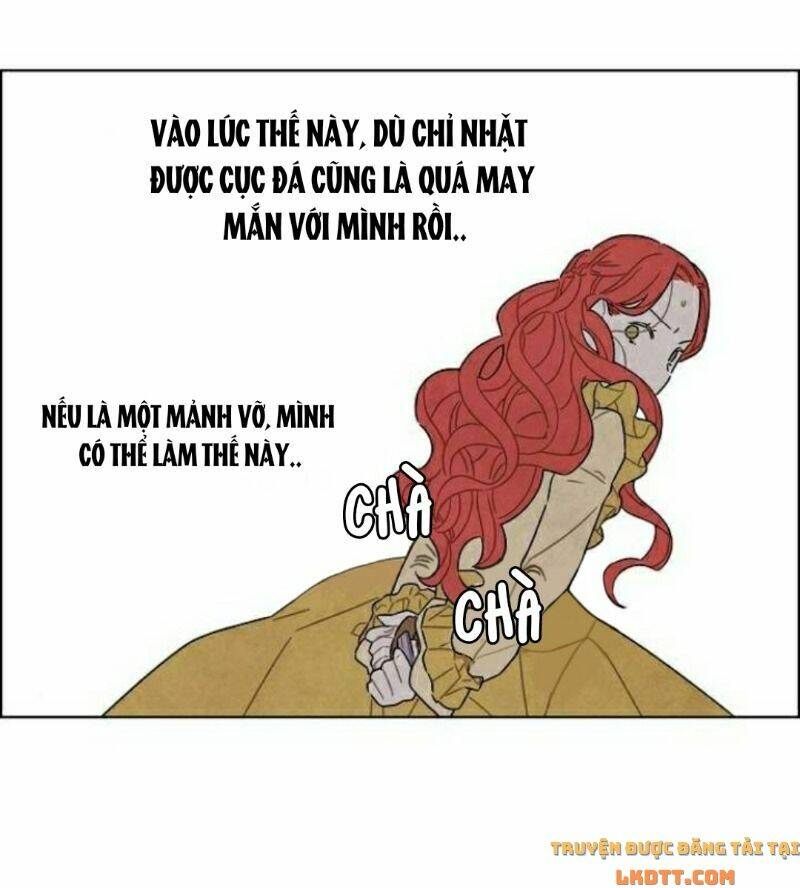 VÀO LÚC THẾ NÀY, DÙ CHỈ NHẶT
ĐƯỢC CỤC ĐÁ CŨNG LÀ QUÁ MAY
MẮN VỚI MÌNH RỒI..
NẾU LÀ MỘT MẢNH VỠ, MÌNH
CÓ THỂ LÀM THẾ NÀY..
CHÀ
CHÀ
TRUYỆN ĐƯỢC ĐĂNG TẢI TẠI
LKDTT.COM